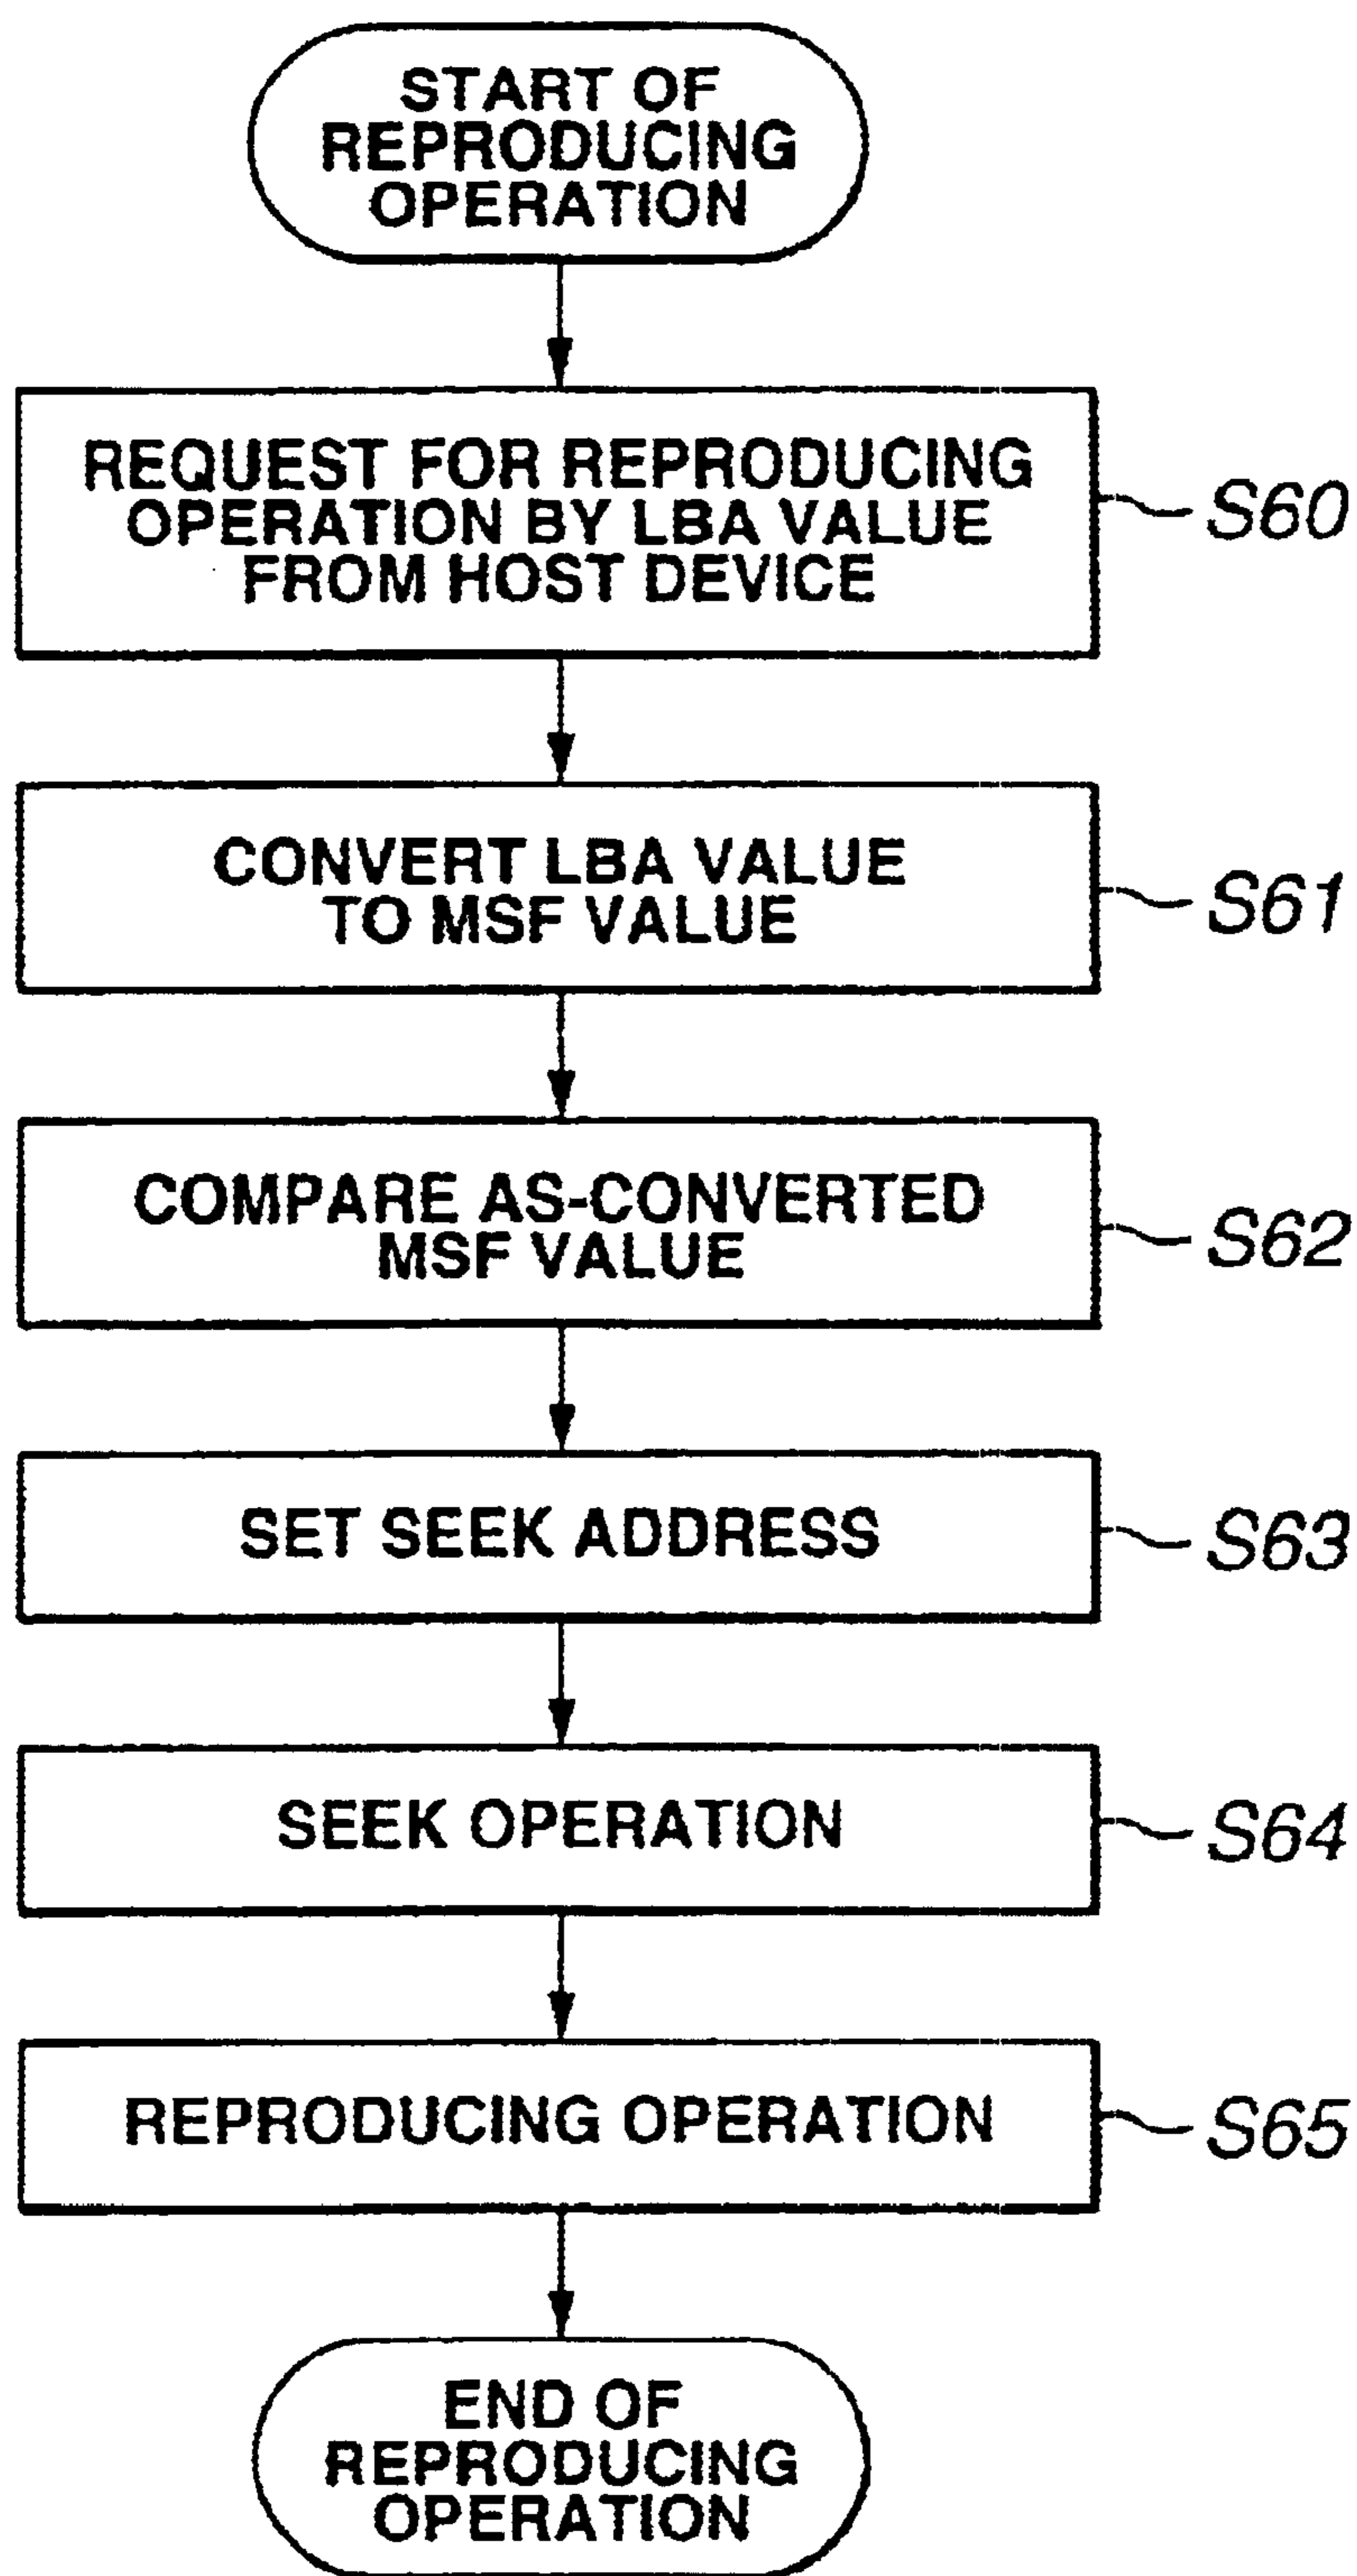 START OF
REPRODUCING
OPERATION
REQUEST FOR REPRODUCING
OPERATION BY LBA VALUE
FROM HOST DEVICE
S60
CONVERT LBA VALUE
TO MSF VALUE
S61
COMPARE AS-CONVERTED
MSF VALUE
S62
SET SEEK ADDRESS
S63
SEEK OPERATION
S64
REPRODUCING OPERATION
S65
END OF
REPRODUCING
OPERATION